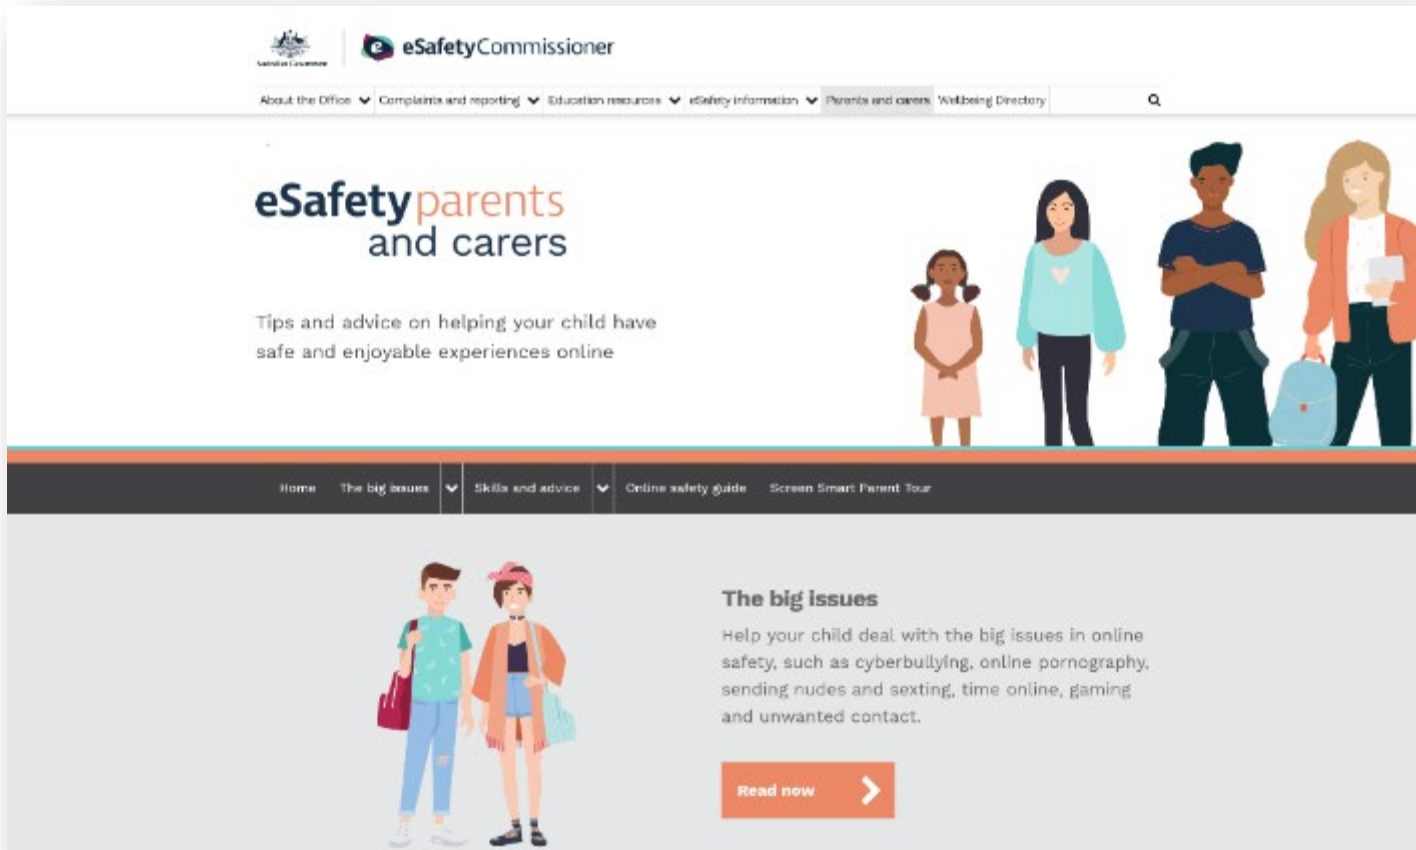 Australian Government
eSafetyCommissioner
About the Office Complaints and reporting Education resources eSafety information Parents and carers Wellbeing Directory
eSafety parents
and carers
Tips and advice on helping your child have
safe and enjoyable experiences online
Home The big issues Skills and advice Online safety guide Screen Smart Parent Tour
The big issues
Help your child deal with the big issues in online
safety, such as cyberbullying, online pornography,
sending nudes and sexting, time online, gaming
and unwanted contact.
Read now